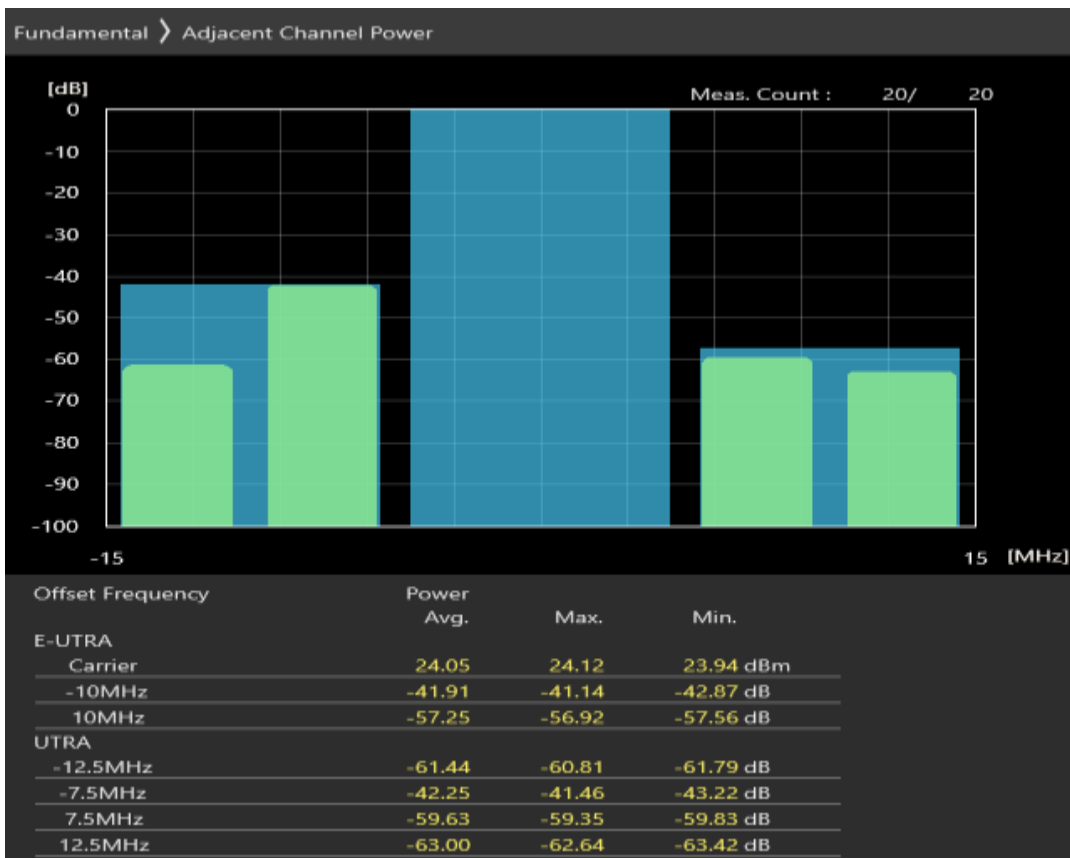 Fundamental 〉 Adjacent Channel Power
[dB]
Meas. Count : 20/ 20
0
-10
-20
-30
-40
-50
-60
-70
-80
-90
-100
-15 15 [MHz]
Offset Frequency Power
Avg. Max. Min.
E-UTRA
Carrier 24.05 24.12 23.94 dBm
-10MHz -41.91 -41.14 -42.87 dB
10MHz -57.25 -56.92 -57.56 dB
UTRA
-12.5MHz -61.44 -60.81 -61.79 dB
-7.5MHz -42.25 -41.46 -43.22 dB
7.5MHz -59.63 -59.35 -59.83 dB
12.5MHz -63.00 -62.64 -63.42 dB